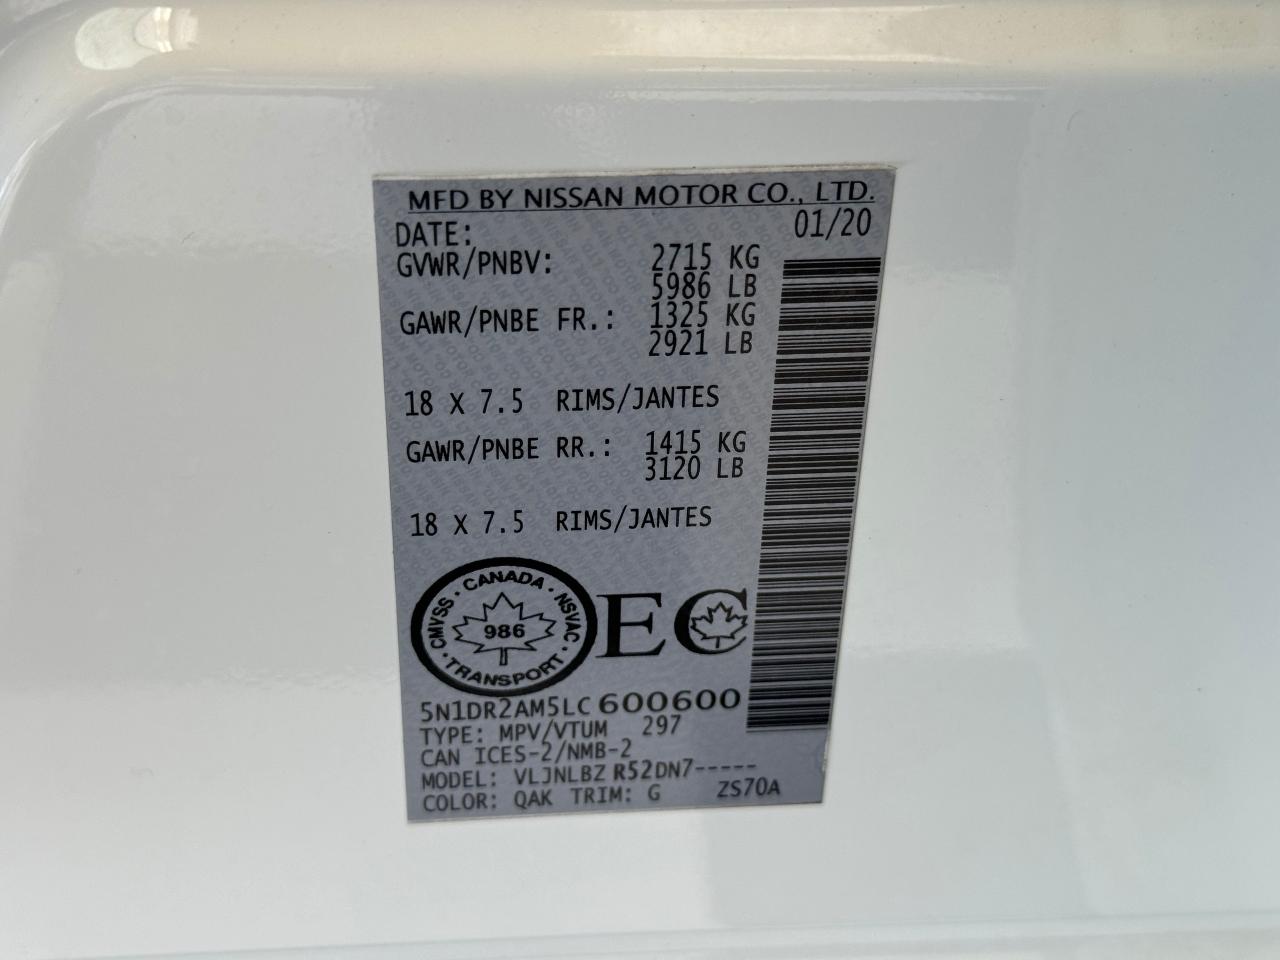 MFD BY NISSAN MOTOR CO., LTD.
DATE: 01/20
GVWR/PNBV: 2715 KG
5986 LB
GAWR/PNBE FR.: 1325 KG
2921 LB
18 X 7.5 RIMS/JANTES
GAWR/PNBE RR.: 1415 KG
3120 LB
18 X 7.5 RIMS/JANTES
CANADA · NSVAC · TRANSPORT · CMVSS ·
986
EC
5N1DR2AM5LC600600
TYPE: MPV/VTUM 297
CAN ICES-2/NMB-2
MODEL: VLJNLBZ R52DN7-----
COLOR: QAK TRIM: G ZS70A